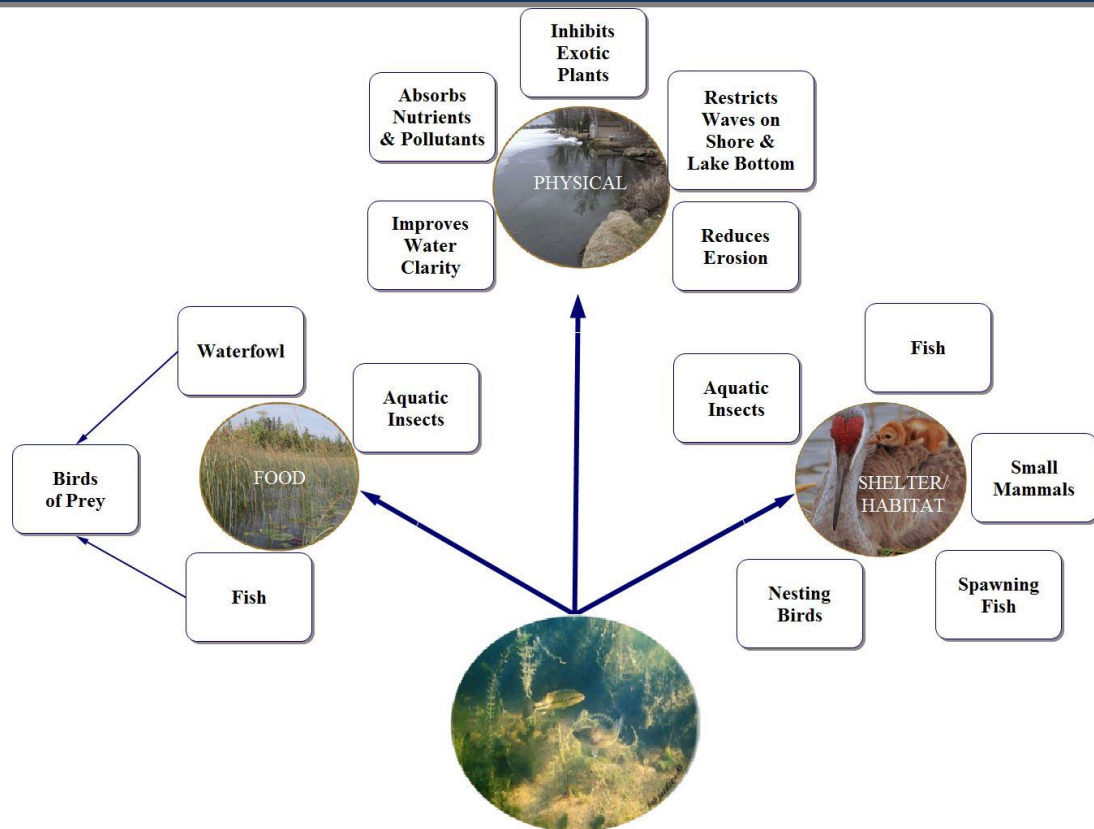 Inhibits
Exotic
Plants
Absorbs
Nutrients
& Pollutants
Restricts
Waves on
Shore &
Lake Bottom
PHYSICAL
Improves
Water
Clarity
Reduces
Erosion
Waterfowl
Aquatic
Insects
Birds
of Prey
FOOD
Fish
Fish
Aquatic
Insects
SHELTER/
HABITAT
Small
Mammals
Nesting
Birds
Spawning
Fish